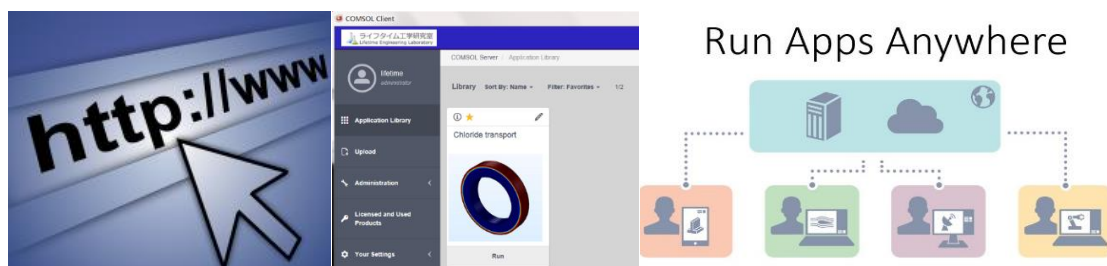 http://www
COMSOL Client
ライフタイム工学研究室
Lifetime Engineering Laboratory
lifetime
administrator
COMSOL Server / Application Library
Library Sort By: Name Filter: Favorites 1/2
Application Library
Upload
Administration
Licensed and Used
Products
Your Settings
Chloride transport
Run
Run Apps Anywhere